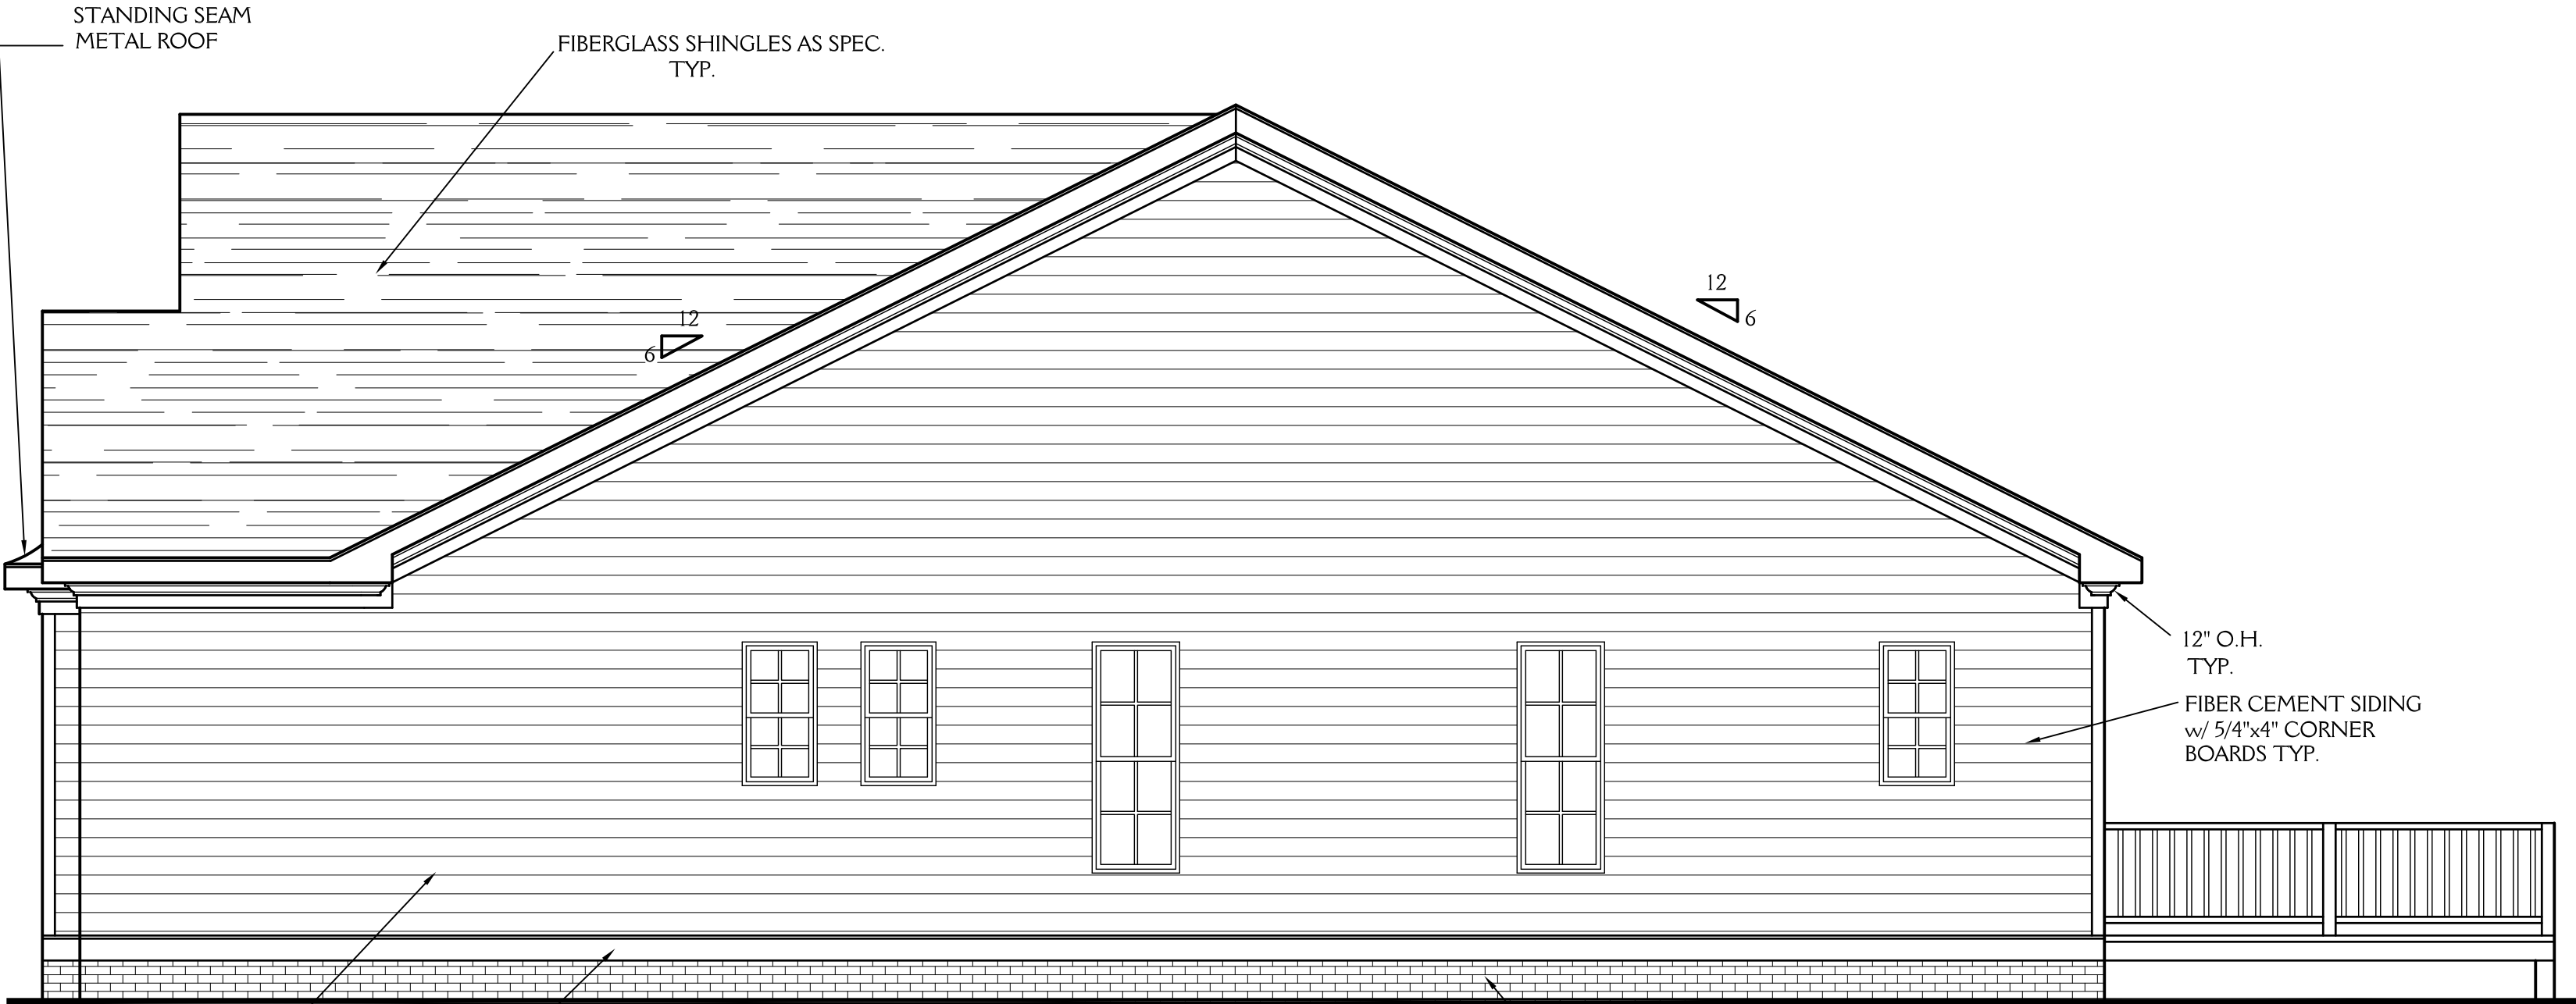 STANDING SEAM
METAL ROOF
FIBERGLASS SHINGLES AS SPEC.
TYP.
12
6
12
6
12" O.H.
TYP.
FIBER CEMENT SIDING
w/ 5/4"x4" CORNER
BOARDS TYP.